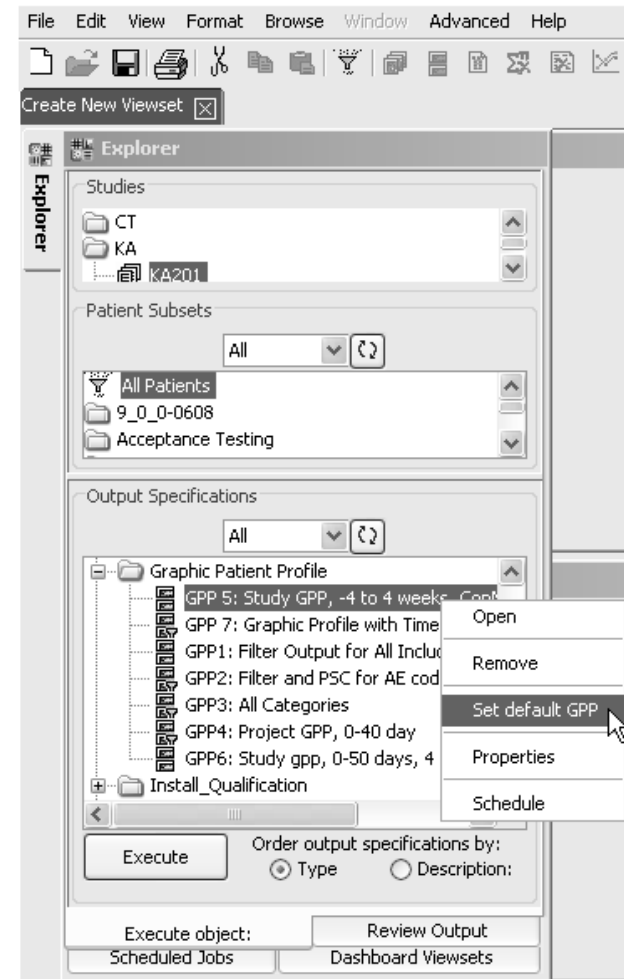 File Edit View Format Browse Window Advanced Help
Create New Viewset
Explorer
Explorer
Studies
CT
KA
KA201
Patient Subsets
All
All Patients
9_0_0-0608
Acceptance Testing
Output Specifications
All
Graphic Patient Profile
GPP 5: Study GPP, -4 to 4 weeks,
GPP 7: Graphic Profile with Time
GPP1: Filter Output for All
GPP2: Filter and PSC for AE cod
GPP3: All Categories
GPP4: Project GPP, 0-40 day
GPP6: Study gpp, 0-50 days, 4
Install_Qualification
Open
Remove
Set default GPP
Properties
Schedule
Execute
Order output specifications by:
Type Description:
Execute object: Review Output
Scheduled Jobs Dashboard Viewsets